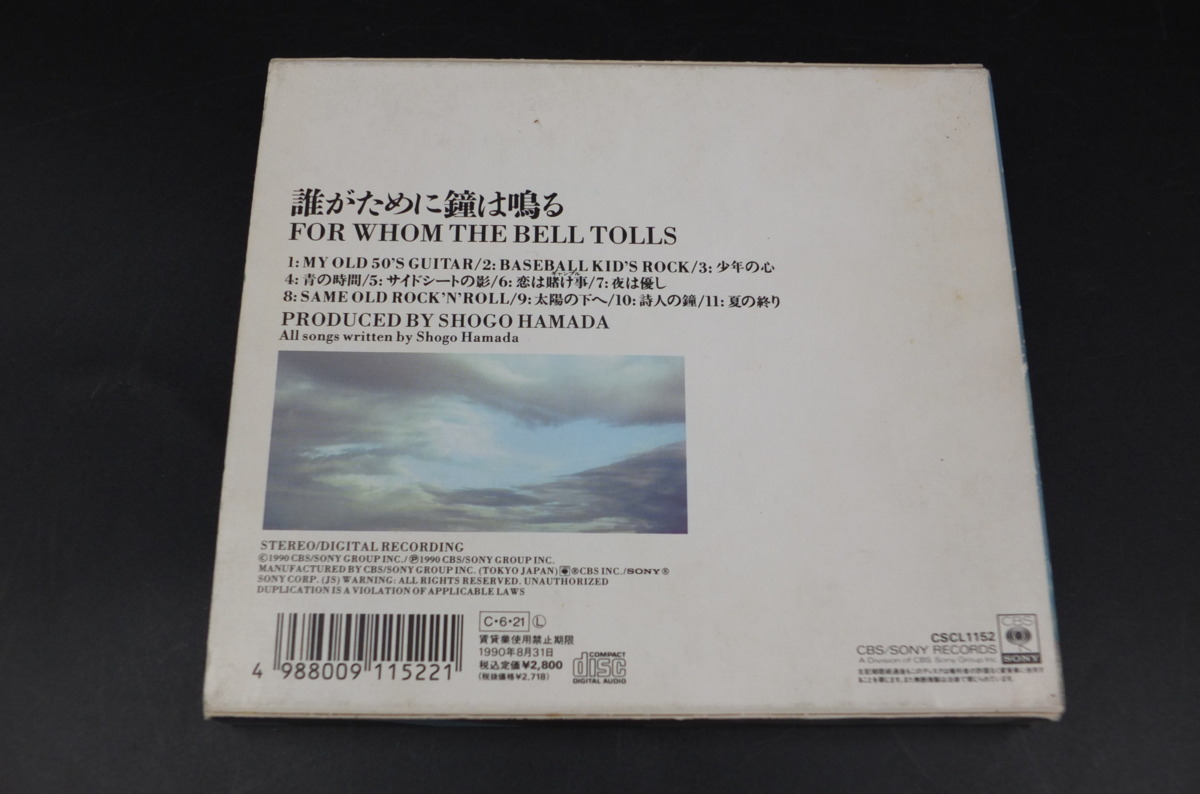 誰がために鐘は鳴る
FOR WHOM THE BELL TOLLS
1: MY OLD 50'S GUITAR/2: BASEBALL KID'S ROCK/3: 少年の心
4: 青の時間/5: サイドシートの影/6: 恋は賭け事/7: 夜は優し
ギャンブル
8: SAME OLD ROCK'N'ROLL/9: 太陽の下へ/10: 詩人の鐘/11: 夏の終り
PRODUCED BY SHOGO HAMADA
All songs written by Shogo Hamada
STEREO/DIGITAL RECORDING
©1990 CBS/SONY GROUP INC./℗1990 CBS/SONY GROUP INC.
MANUFACTURED BY CBS/SONY GROUP INC. (TOKYO JAPAN) ®CBS INC./SONY®
SONY CORP. (JS) WARNING: ALL RIGHTS RESERVED. UNAUTHORIZED
DUPLICATION IS A VIOLATION OF APPLICABLE LAWS
4 988009 115221
C・6・21 Ⓛ
賃貸業使用禁止期限
1990年8月31日
税込定価¥2,800
(税抜価格¥2,718)
COMPACT
disc
DIGITAL AUDIO
CBS
SONY
CSCL1152
CBS/SONY RECORDS
A Division of CBS/Sony Group Inc.